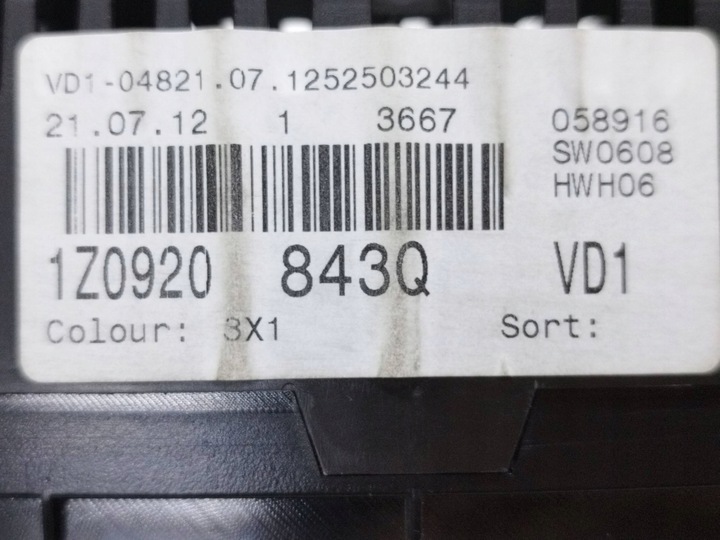 VD1-04821.07.1252503244
21.07.12 1 3667 058916
SW0608
HWH06
1Z0920 843Q VD1
Colour: 3X1 Sort: